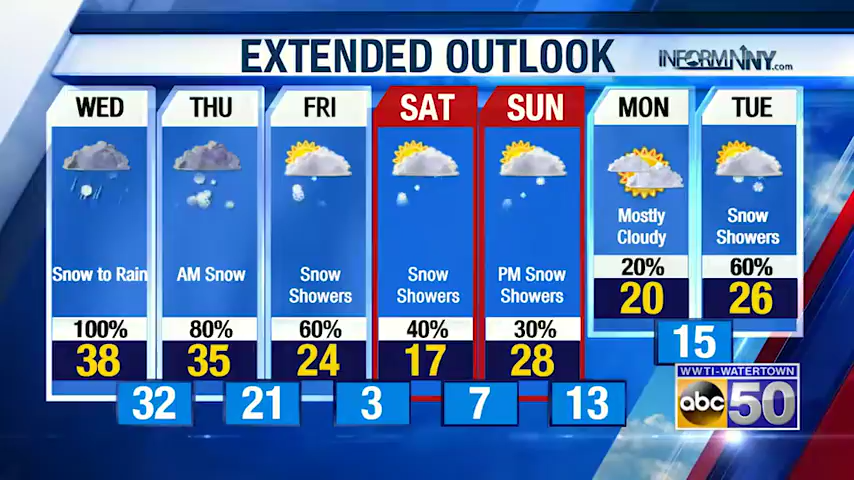 EXTENDED OUTLOOK
INFORMNNY.com
WED
THU
FRI
SAT
SUN
MON
TUE
Snow to Rain
AM Snow
Snow
Showers
Snow
Showers
PM Snow
Showers
Mostly
Cloudy
Snow
Showers
100%
80%
60%
40%
30%
20%
60%
38
35
24
17
28
20
26
32
21
3
7
13
15
WWTI-WATERTOWN
abc
50